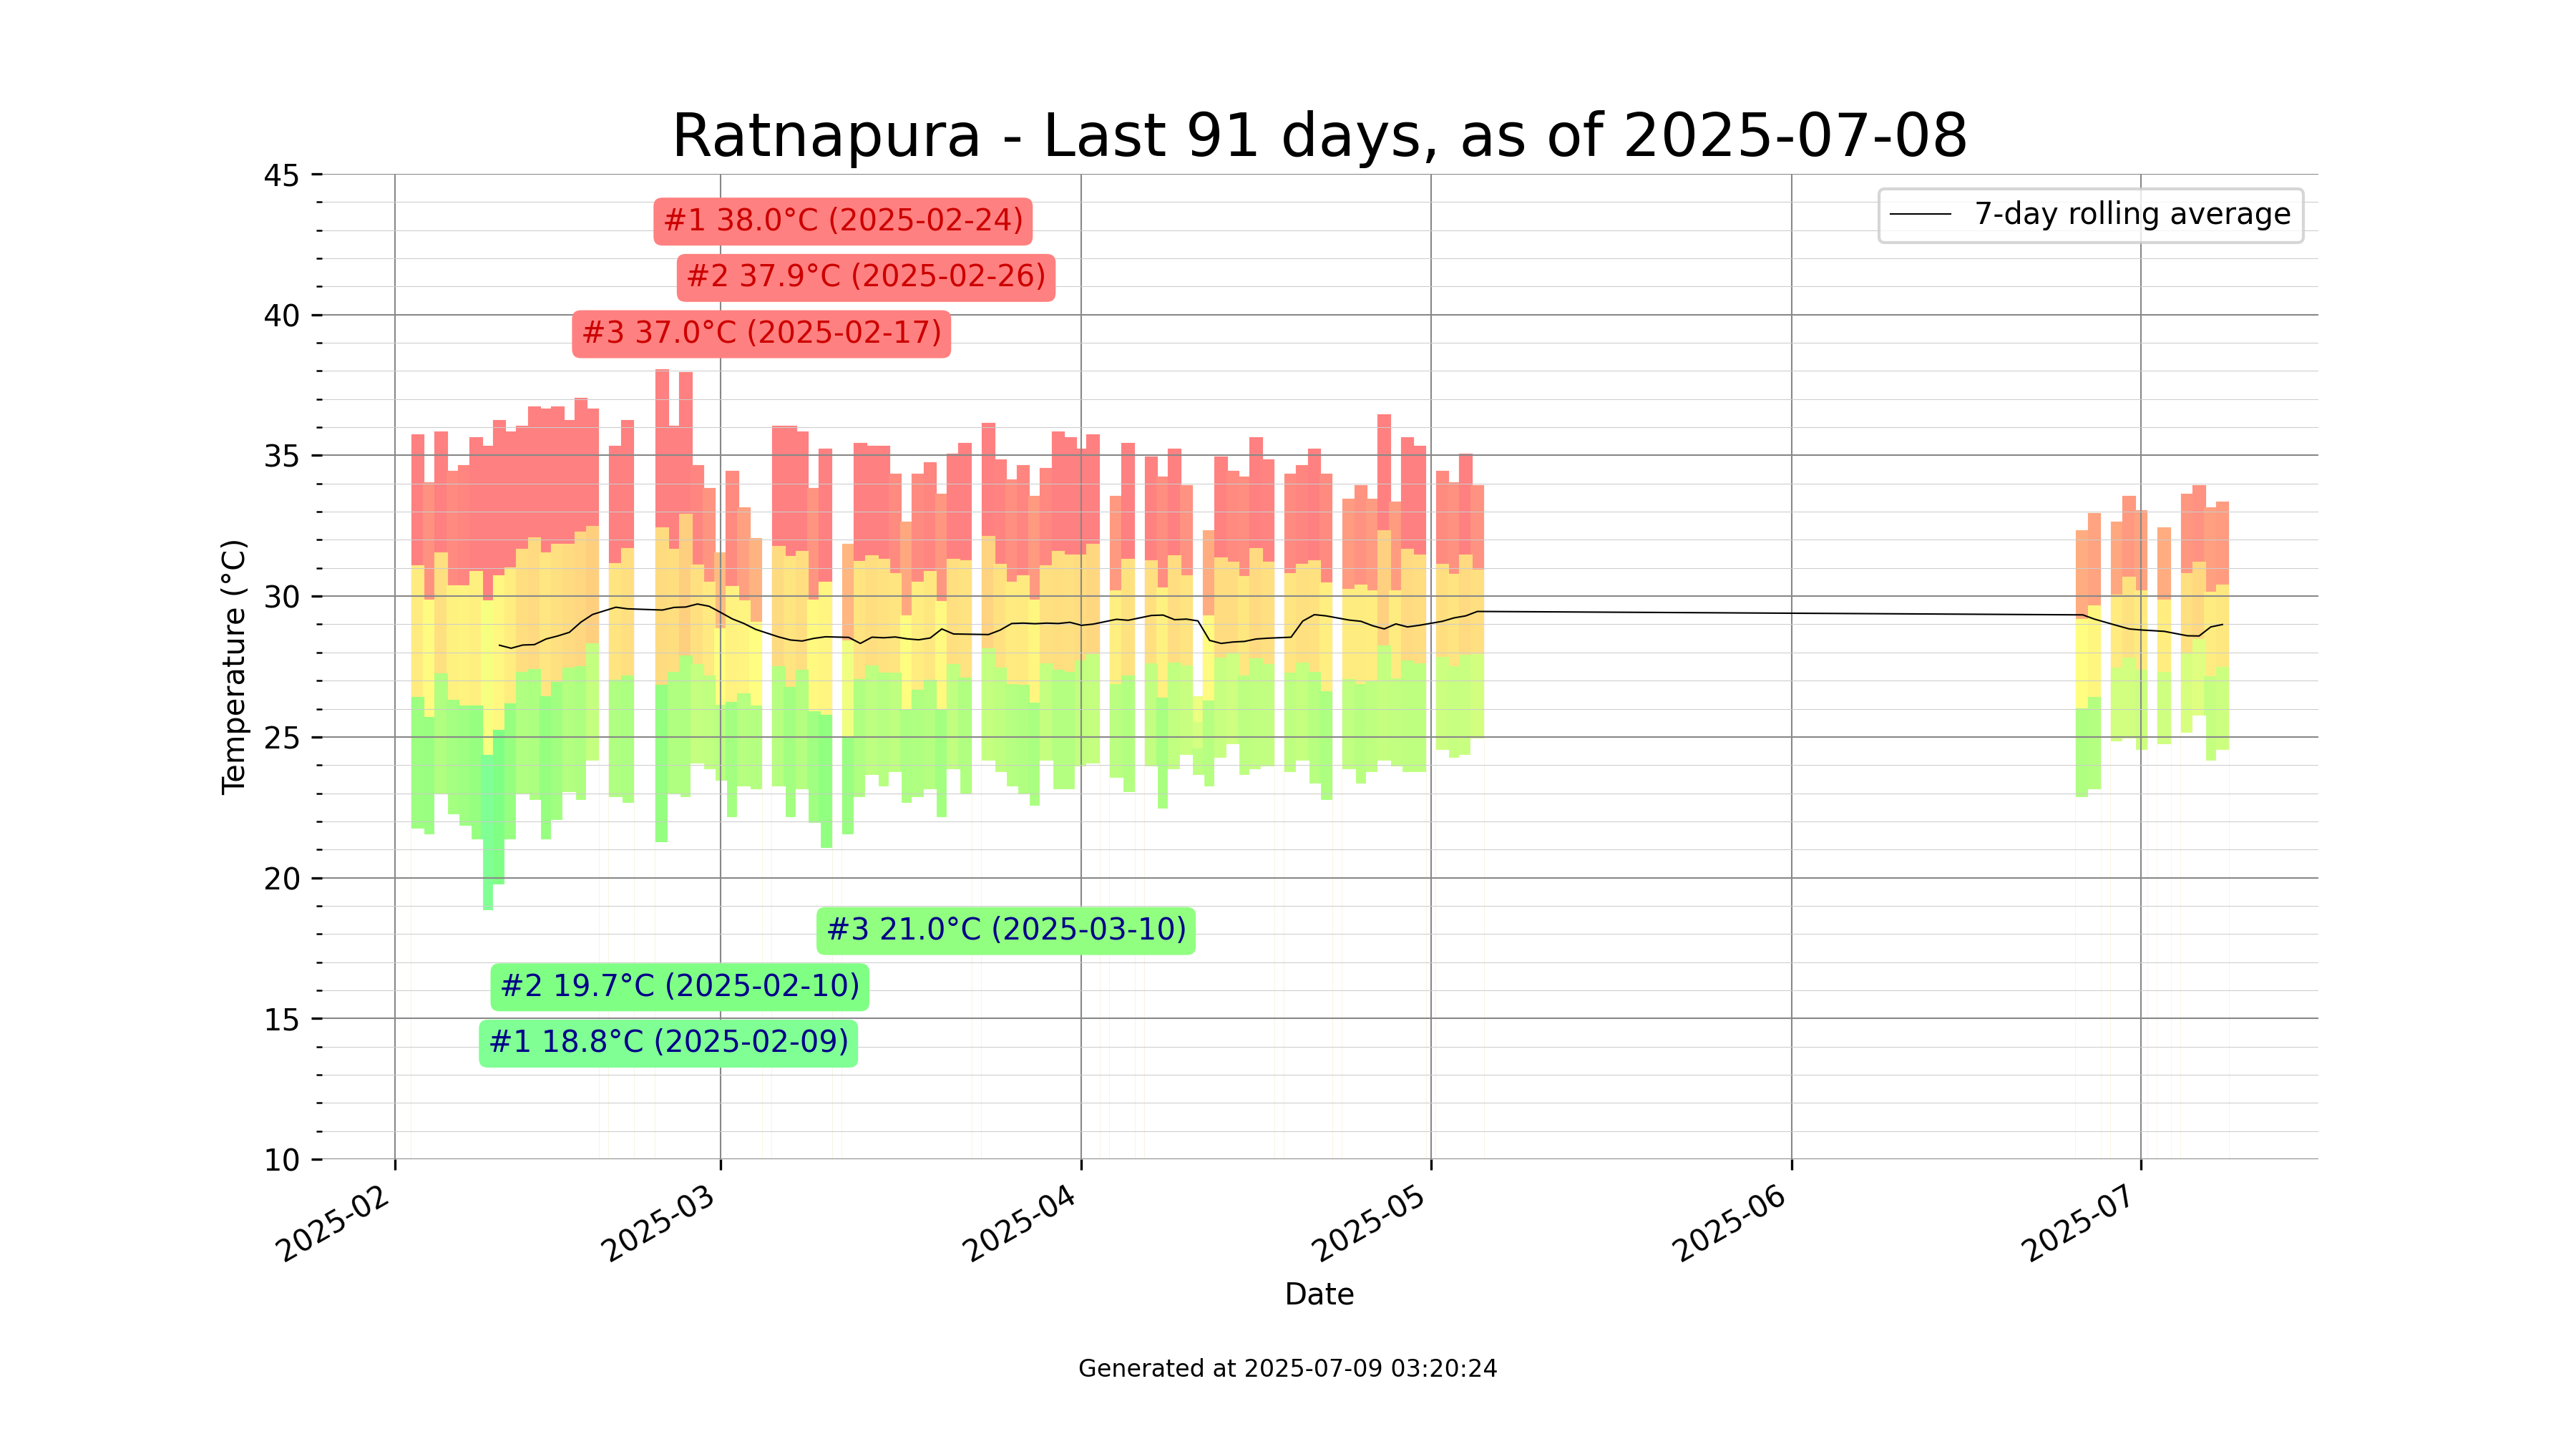 Ratnapura - Last 91 days, as of 2025-07-08
7-day rolling average
#1 38.0°C (2025-02-24)
#2 37.9°C (2025-02-26)
#3 37.0°C (2025-02-17)
45
40
35
30
25
20
15
10
Temperature (°C)
#3 21.0°C (2025-03-10)
#2 19.7°C (2025-02-10)
#1 18.8°C (2025-02-09)
2025-02
2025-03
2025-04
2025-05
2025-06
2025-07
Date
Generated at 2025-07-09 03:20:24